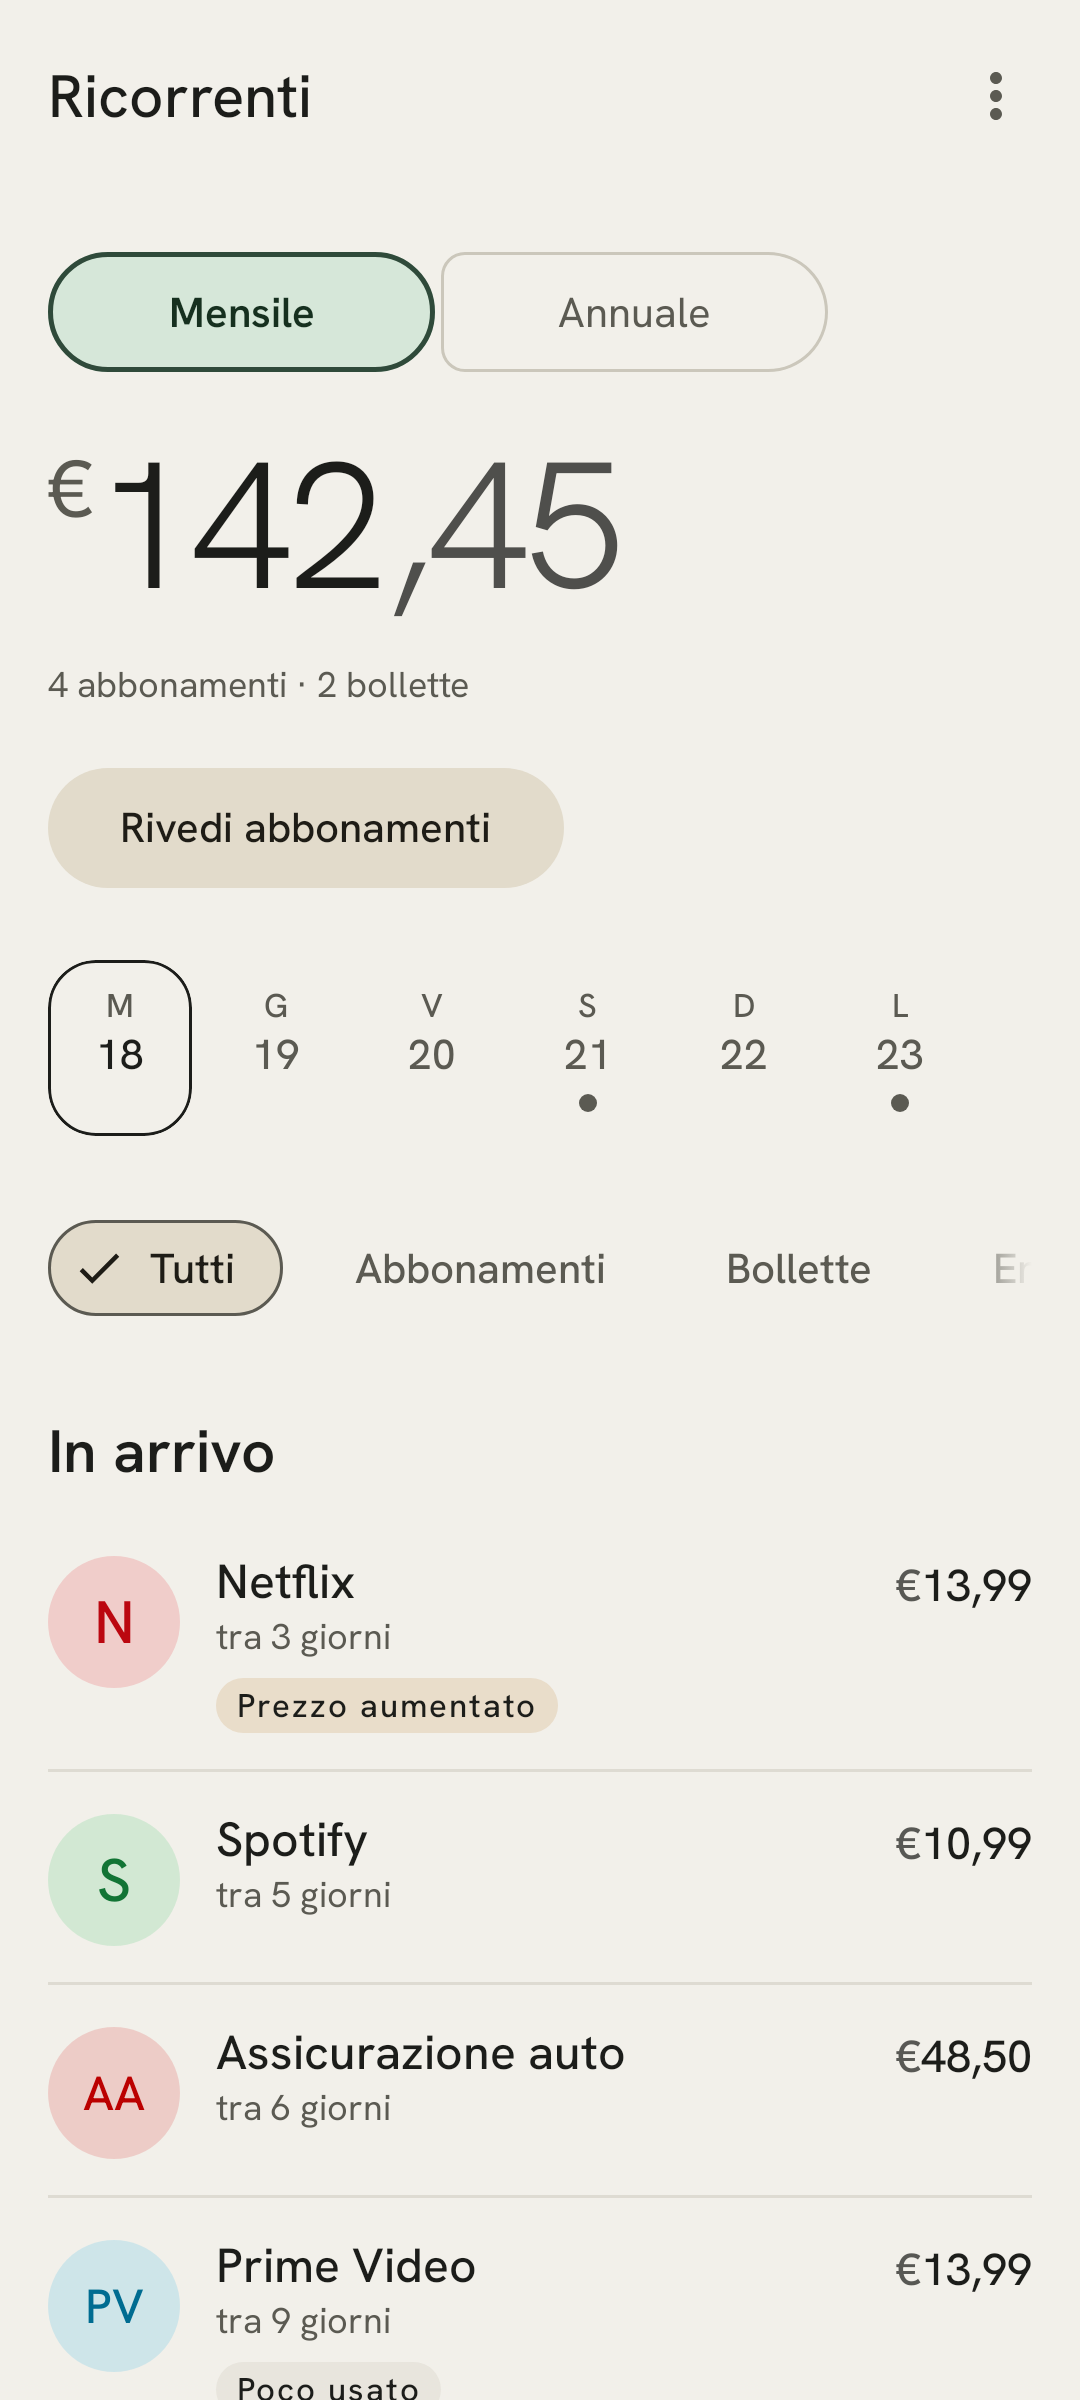 Ricorrenti
Mensile Annuale
€142,45
4 abbonamenti · 2 bollette
Rivedi abbonamenti
M G V S D L
18 19 20 21 22 23
Tutti Abbonamenti Bollette
In arrivo
N Netflix €13,99
tra 3 giorni
Prezzo aumentato
S Spotify €10,99
tra 5 giorni
AA Assicurazione auto €48,50
tra 6 giorni
PV Prime Video €13,99
tra 9 giorni
Poco usato